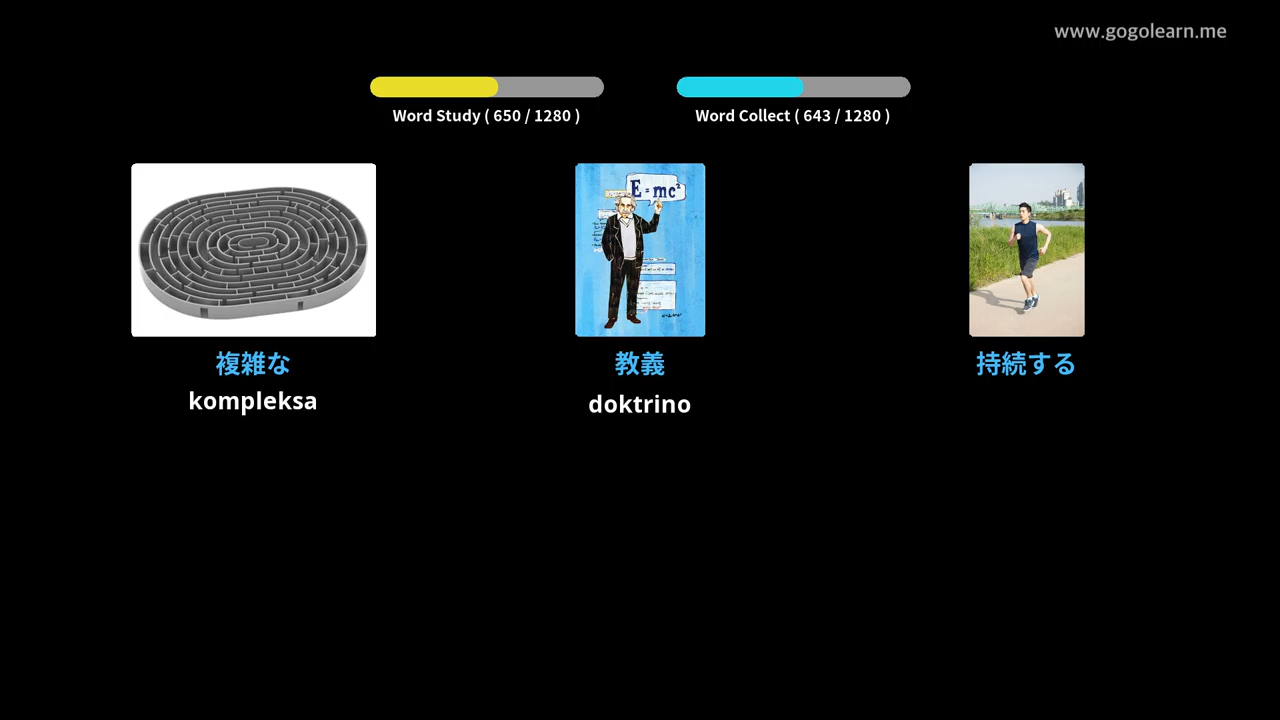 www.gogolearn.me
Word Study ( 650 / 1280 )
Word Collect ( 643 / 1280 )
E = mc²
複雑な
教義
持続する
kompleksa
doktrino